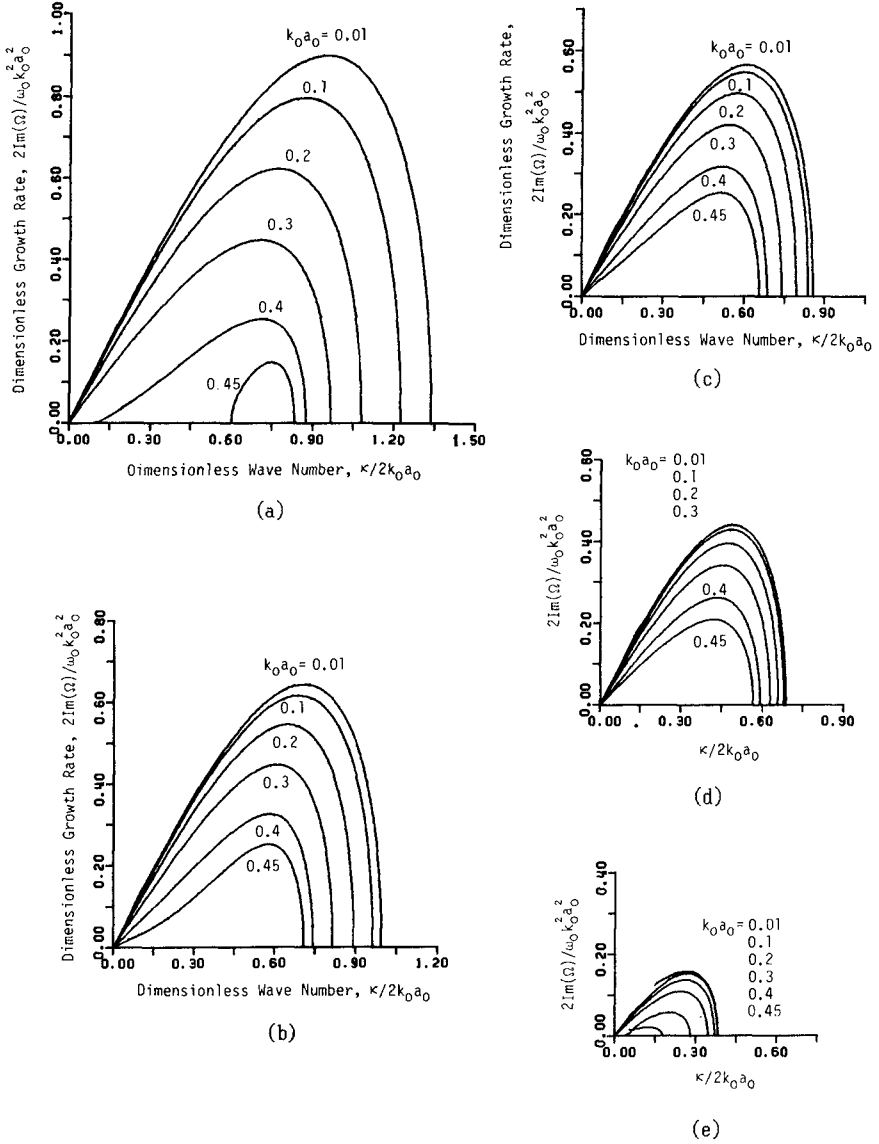 Dimensionless Growth Rate, 2Im(Ω)/ω₀k₀²a₀²
1.00
0.80
0.60
0.40
0.20
0.00
k₀a₀ = 0.01
0.1
0.2
0.3
0.4
0.45
0.00 0.30 0.60 0.90 1.20 1.50
Dimensionless Wave Number, κ/2k₀a₀
(a)
Dimensionless Growth Rate, 2Im(Ω)/ω₀k₀²a₀²
0.80
0.60
0.40
0.20
0.00
k₀a₀= 0.01
0.1
0.2
0.3
0.4
0.45
0.00 0.30 0.60 0.90 1.20
Dimensionless Wave Number, κ/2k₀a₀
(b)
Dimensionless Growth Rate,
2Im(Ω)/ω₀k₀²a₀²
0.60
0.40
0.20
0.00
k₀a₀= 0.01
0.1
0.2
0.3
0.4
0.45
0.00 0.30 0.60 0.90
Dimensionless Wave Number, κ/2k₀a₀
(c)
2Im(Ω)/ω₀k₀²a₀²
0.60
0.40
0.20
0.00
k₀a₀= 0.01
0.1
0.2
0.3
0.4
0.45
0.00 0.30 0.60 0.90
κ/2k₀a₀
(d)
2Im(Ω)/ω₀k₀²a₀²
0.40
0.20
0.00
k₀a₀= 0.01
0.1
0.2
0.3
0.4
0.45
0.00 0.30 0.60
κ/2k₀a₀
(e)